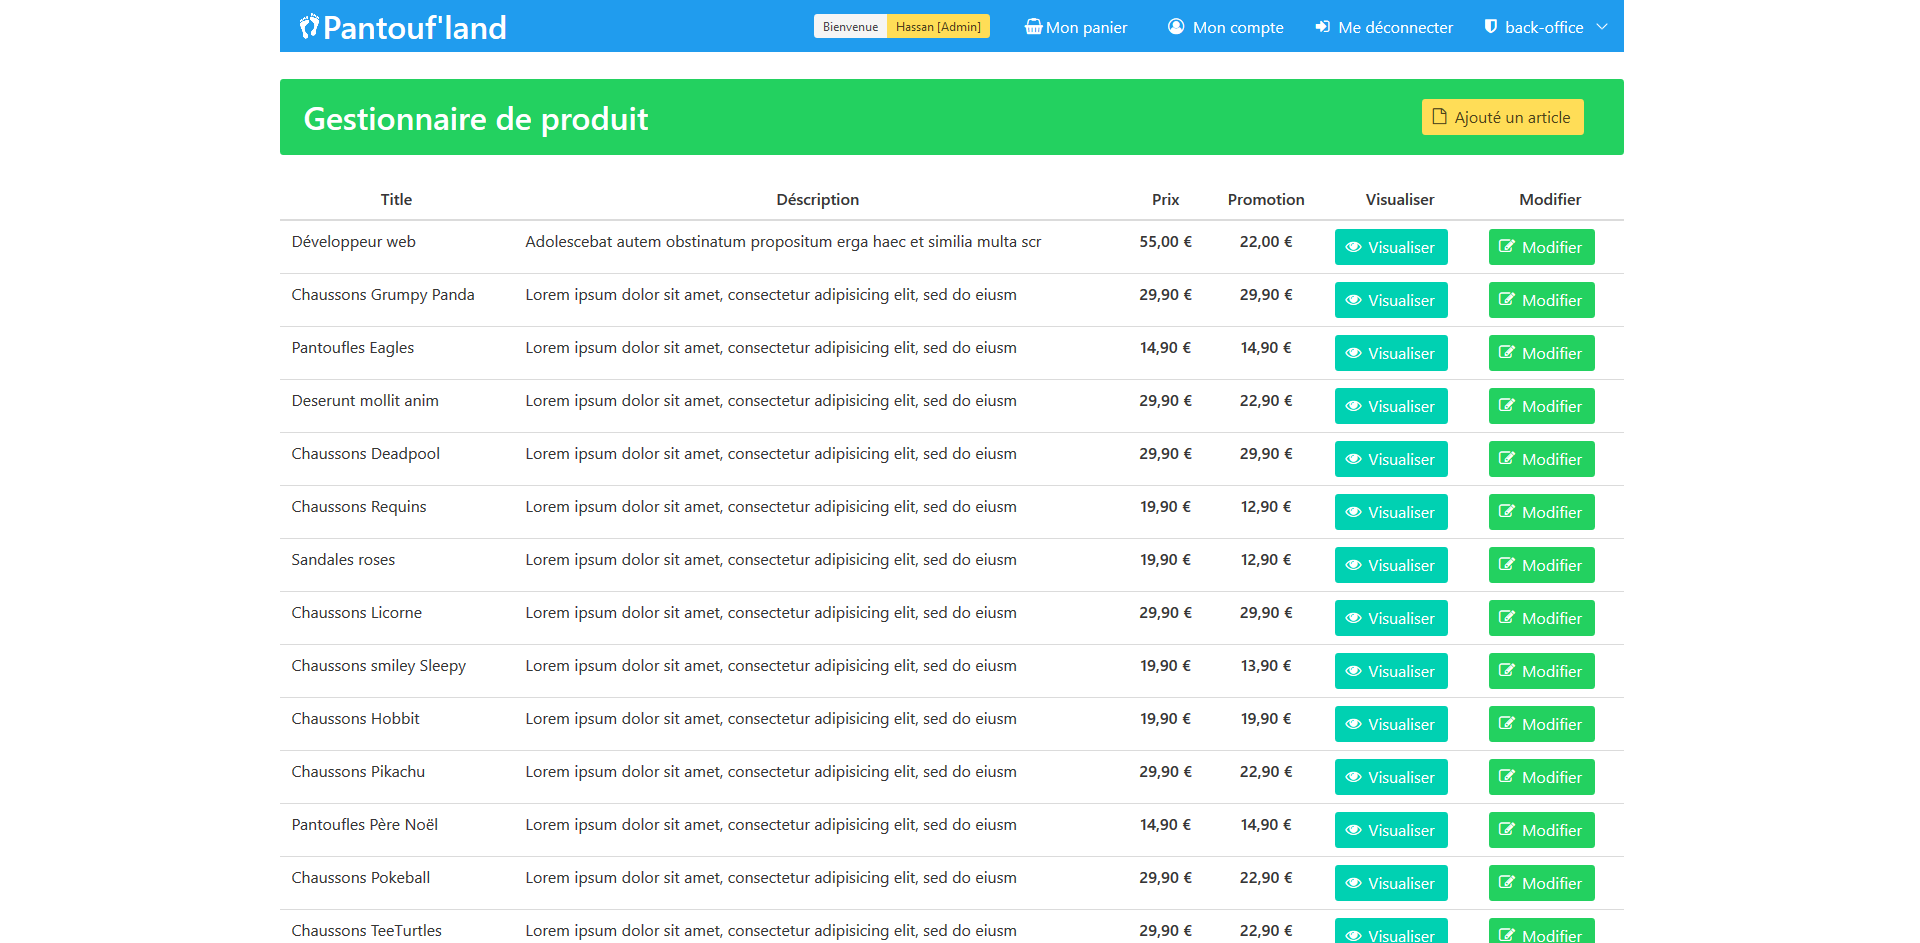 Pantouf'land Bienvenue Hassan [Admin] Mon panier Mon compte Me déconnecter back-office
Gestionnaire de produit Ajouté un article
Title Déscription Prix Promotion Visualiser Modifier
Développeur web Adolescebat autem obstinatum propositum erga haec et similia multa scr 55,00 € 22,00 € Visualiser Modifier
Chaussons Grumpy Panda Lorem ipsum dolor sit amet, consectetur adipisicing elit, sed do eiusm 29,90 € 29,90 € Visualiser Modifier
Pantoufles Eagles Lorem ipsum dolor sit amet, consectetur adipisicing elit, sed do eiusm 14,90 € 14,90 € Visualiser Modifier
Deserunt mollit anim Lorem ipsum dolor sit amet, consectetur adipisicing elit, sed do eiusm 29,90 € 22,90 € Visualiser Modifier
Chaussons Deadpool Lorem ipsum dolor sit amet, consectetur adipisicing elit, sed do eiusm 29,90 € 29,90 € Visualiser Modifier
Chaussons Requins Lorem ipsum dolor sit amet, consectetur adipisicing elit, sed do eiusm 19,90 € 12,90 € Visualiser Modifier
Sandales roses Lorem ipsum dolor sit amet, consectetur adipisicing elit, sed do eiusm 19,90 € 12,90 € Visualiser Modifier
Chaussons Licorne Lorem ipsum dolor sit amet, consectetur adipisicing elit, sed do eiusm 29,90 € 29,90 € Visualiser Modifier
Chaussons smiley Sleepy Lorem ipsum dolor sit amet, consectetur adipisicing elit, sed do eiusm 19,90 € 13,90 € Visualiser Modifier
Chaussons Hobbit Lorem ipsum dolor sit amet, consectetur adipisicing elit, sed do eiusm 19,90 € 19,90 € Visualiser Modifier
Chaussons Pikachu Lorem ipsum dolor sit amet, consectetur adipisicing elit, sed do eiusm 29,90 € 22,90 € Visualiser Modifier
Pantoufles Père Noël Lorem ipsum dolor sit amet, consectetur adipisicing elit, sed do eiusm 14,90 € 14,90 € Visualiser Modifier
Chaussons Pokeball Lorem ipsum dolor sit amet, consectetur adipisicing elit, sed do eiusm 29,90 € 22,90 € Visualiser Modifier
Chaussons TeeTurtles Lorem ipsum dolor sit amet, consectetur adipisicing elit, sed do eiusm 29,90 € 22,90 € Visualiser Modifier